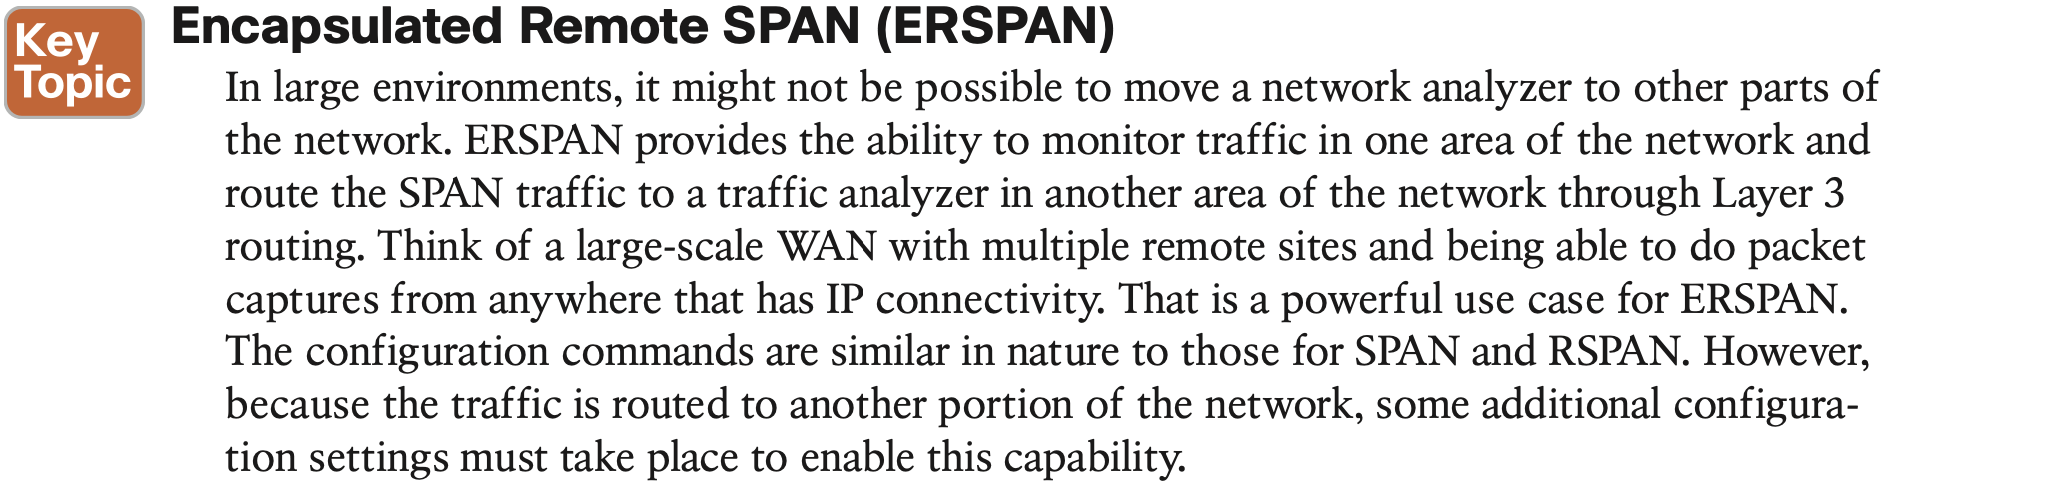 Key
Topic
Encapsulated Remote SPAN (ERSPAN)
In large environments, it might not be possible to move a network analyzer to other parts of
the network. ERSPAN provides the ability to monitor traffic in one area of the network and
route the SPAN traffic to a traffic analyzer in another area of the network through Layer 3
routing. Think of a large-scale WAN with multiple remote sites and being able to do packet
captures from anywhere that has IP connectivity. That is a powerful use case for ERSPAN.
The configuration commands are similar in nature to those for SPAN and RSPAN. However,
because the traffic is routed to another portion of the network, some additional configura-
tion settings must take place to enable this capability.